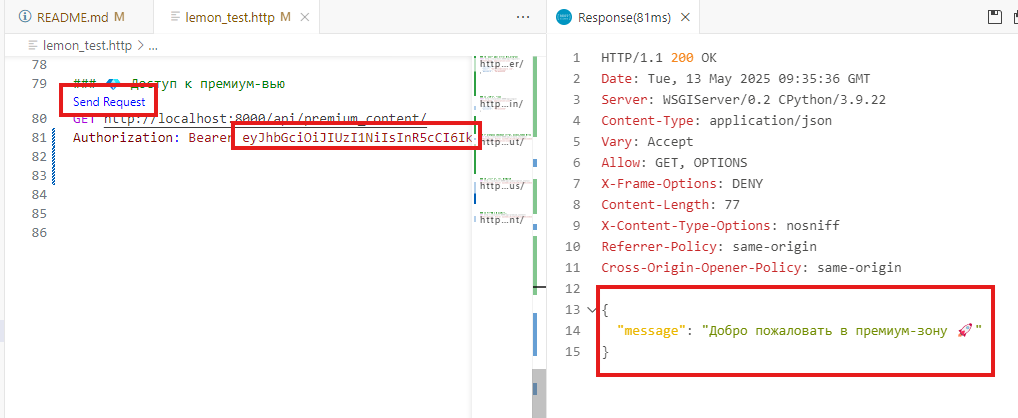 README.md M
lemon_test.http M
lemon_test.http > ...
78
79 ### 💎 Доступ к премиум-вью
Send Request
80 GET http://localhost:8000/api/premium_content/
81 Authorization: Bearer eyJhbGciOiJIUzI1NiIsInR5cCI6Ik
82
83
84
85
86
http...er/
http...in/
ut/
http...us/
http...nt/
Response(81ms)
1 HTTP/1.1 200 OK
2 Date: Tue, 13 May 2025 09:35:36 GMT
3 Server: WSGIServer/0.2 CPython/3.9.22
4 Content-Type: application/json
5 Vary: Accept
6 Allow: GET, OPTIONS
7 X-Frame-Options: DENY
8 Content-Length: 77
9 X-Content-Type-Options: nosniff
10 Referrer-Policy: same-origin
11 Cross-Origin-Opener-Policy: same-origin
12
13 {
14 "message": "Добро пожаловать в премиум-зону 🚀"
15 }